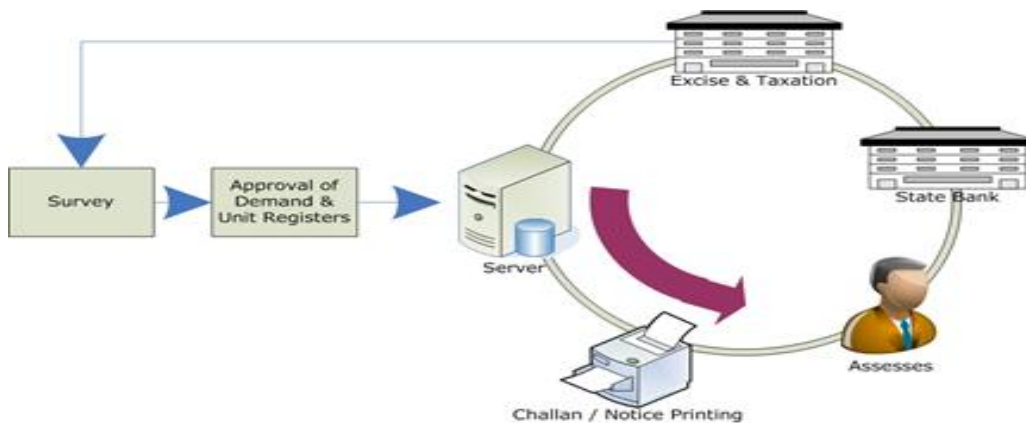 Excise & Taxation
State Bank
Survey
Approval of
Demand &
Unit Registers
Server
Assesses
Challan / Notice Printing